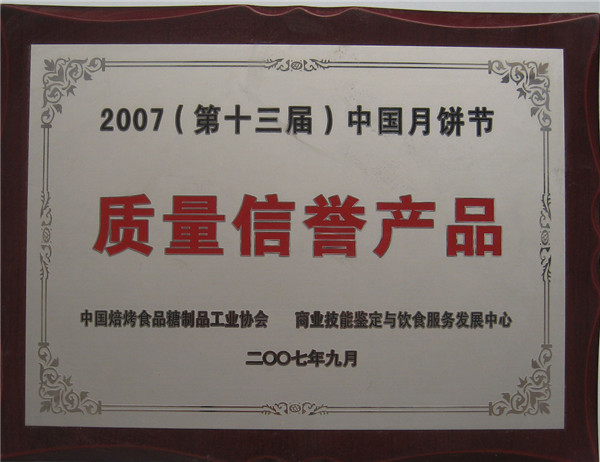 2007（第十三届）中国月饼节
质量信誉产品
中国焙烤食品糖制品工业协会 商业技能鉴定与饮食服务发展中心
二〇〇七年九月